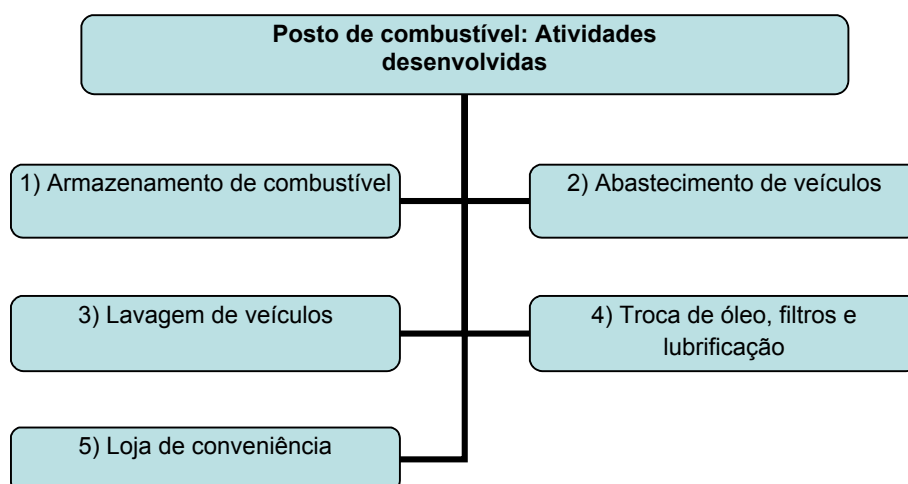 Posto de combustível: Atividades
desenvolvidas
1) Armazenamento de combustível
2) Abastecimento de veículos
3) Lavagem de veículos
4) Troca de óleo, filtros e
lubrificação
5) Loja de conveniência